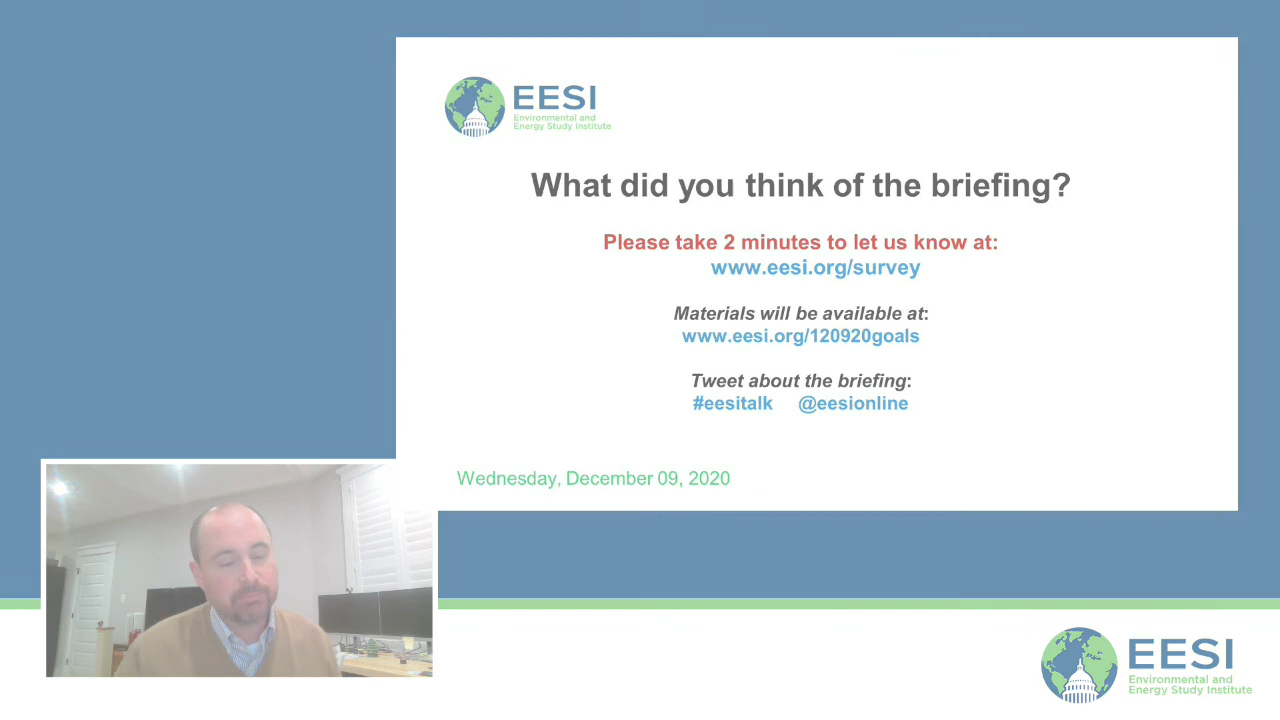 EESI
Environmental and
Energy Study Institute
What did you think of the briefing?
Please take 2 minutes to let us know at:
www.eesi.org/survey
Materials will be available at:
www.eesi.org/120920goals
Tweet about the briefing:
#eesitalk @eesionline
Wednesday, December 09, 2020
EESI
Environmental and
Energy Study Institute